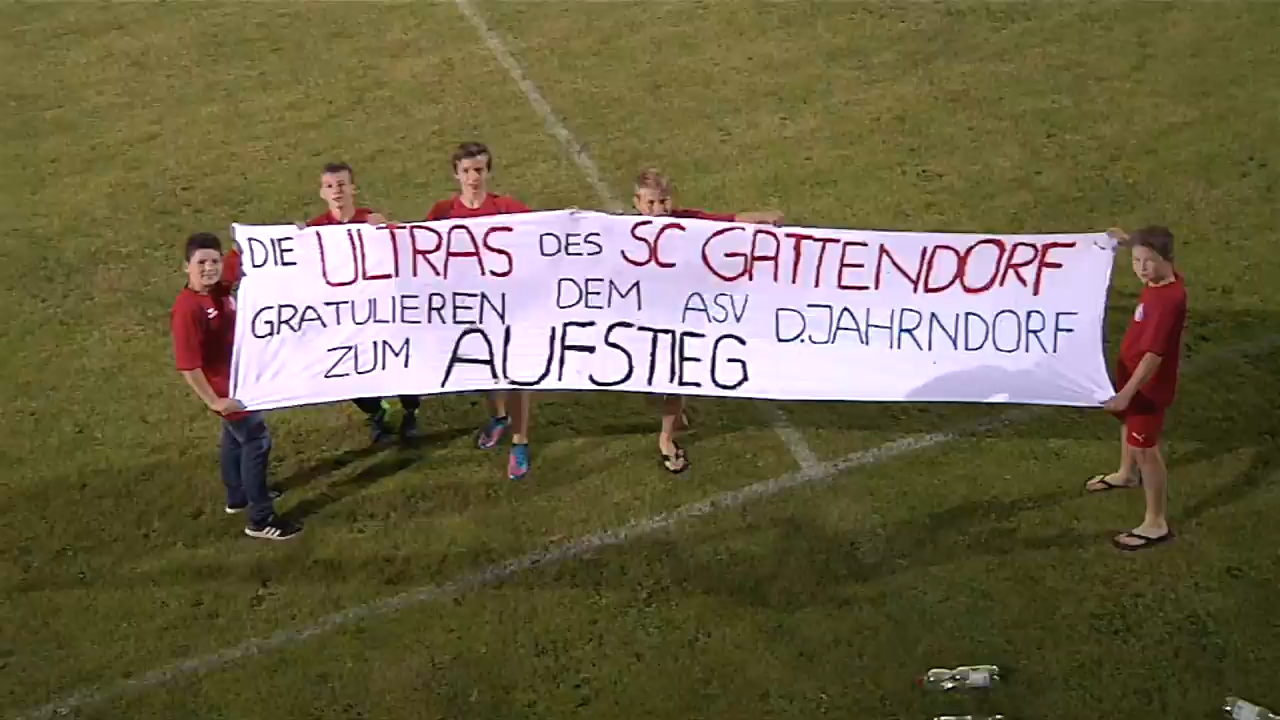 DIE ULTRAS DES SC GATTENDORF
GRATULIEREN DEM ASV D.JAHRNDORF
ZUM AUFSTIEG